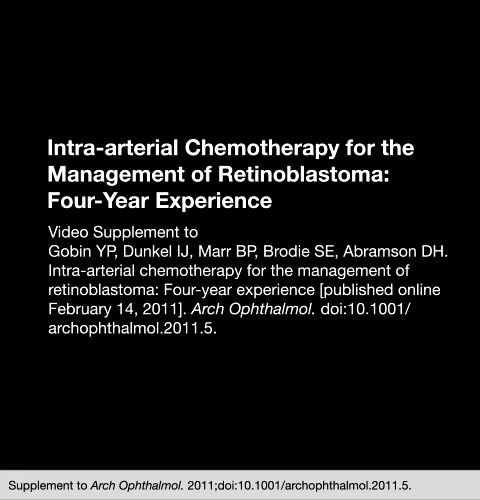 Intra-arterial Chemotherapy for the
Management of Retinoblastoma:
Four-Year Experience
Video Supplement to
Gobin YP, Dunkel IJ, Marr BP, Brodie SE, Abramson DH.
Intra-arterial chemotherapy for the management of
retinoblastoma: Four-year experience [published online
February 14, 2011]. Arch Ophthalmol. doi:10.1001/
archophthalmol.2011.5.
Supplement to Arch Ophthalmol. 2011;doi:10.1001/archophthalmol.2011.5.